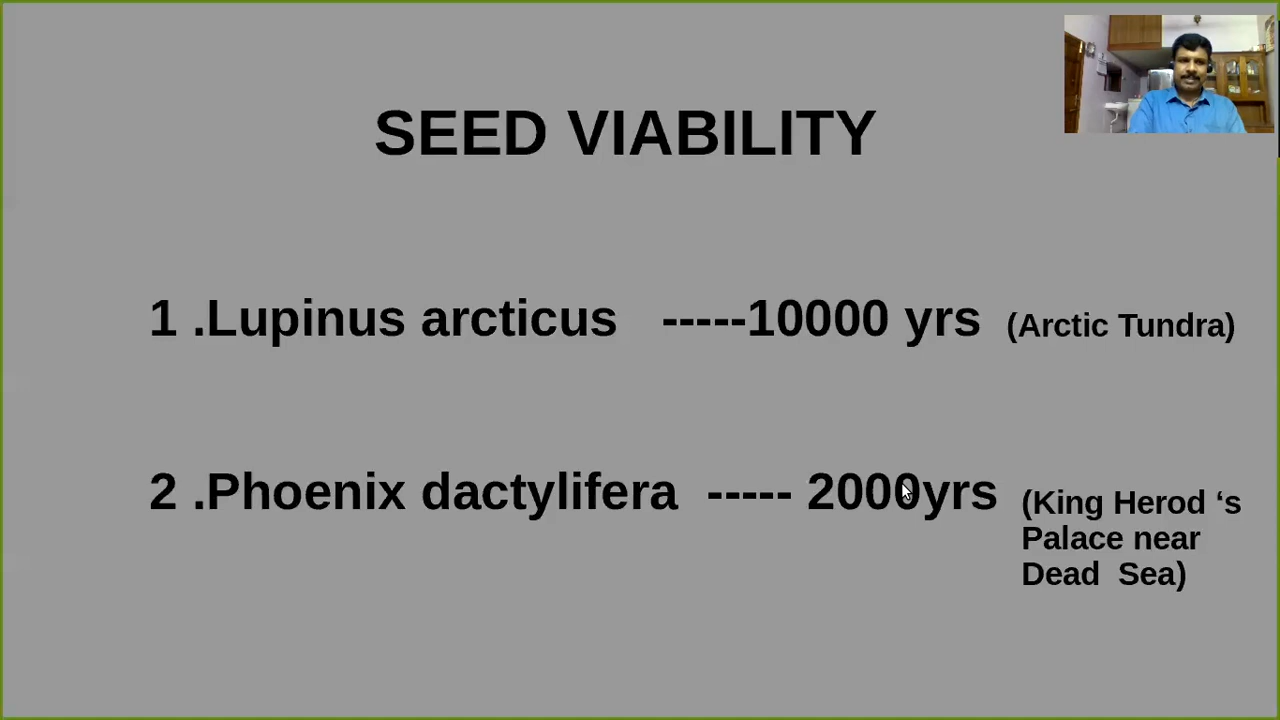 SEED VIABILITY
1 .Lupinus arcticus -----10000 yrs (Arctic Tundra)
2 .Phoenix dactylifera ----- 2000yrs (King Herod ‘s
Palace near
Dead Sea)